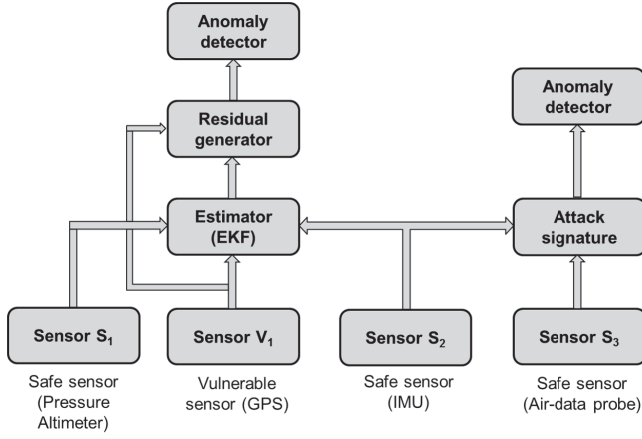 Anomaly
detector
Anomaly
detector
Residual
generator
Estimator
(EKF)
Attack
signature
Sensor S₁
Sensor V₁
Sensor S₂
Sensor S₃
Safe sensor
(Pressure
Altimeter)
Vulnerable
sensor (GPS)
Safe sensor
(IMU)
Safe sensor
(Air-data probe)